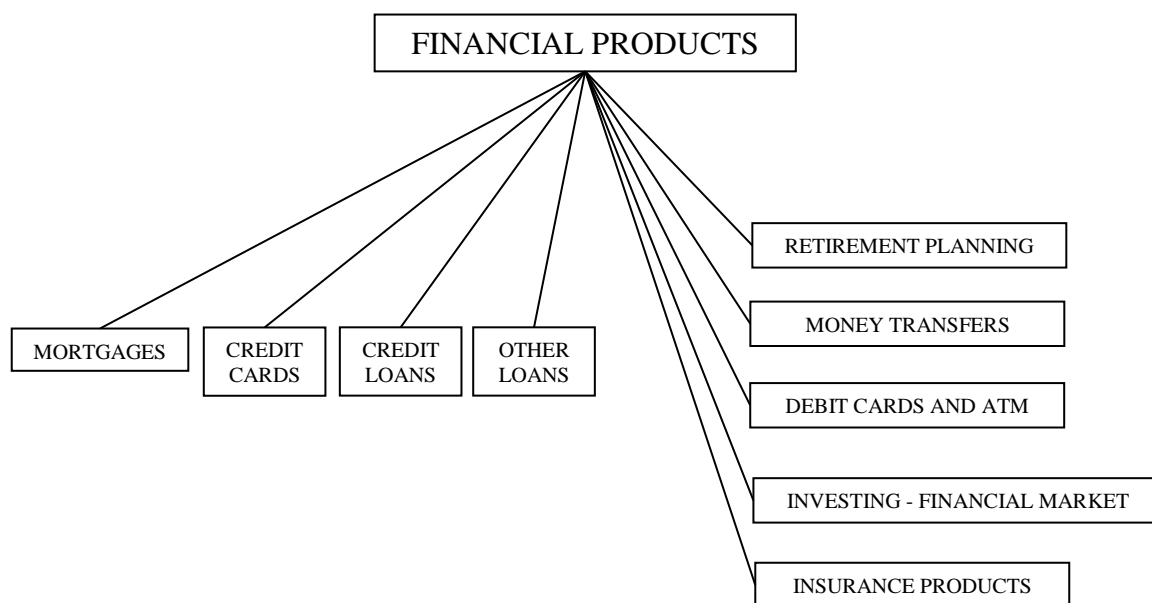 FINANCIAL PRODUCTS
RETIREMENT PLANNING
MORTGAGES
CREDIT
CARDS
CREDIT
LOANS
OTHER
LOANS
MONEY TRANSFERS
DEBIT CARDS AND ATM
INVESTING - FINANCIAL MARKET
INSURANCE PRODUCTS